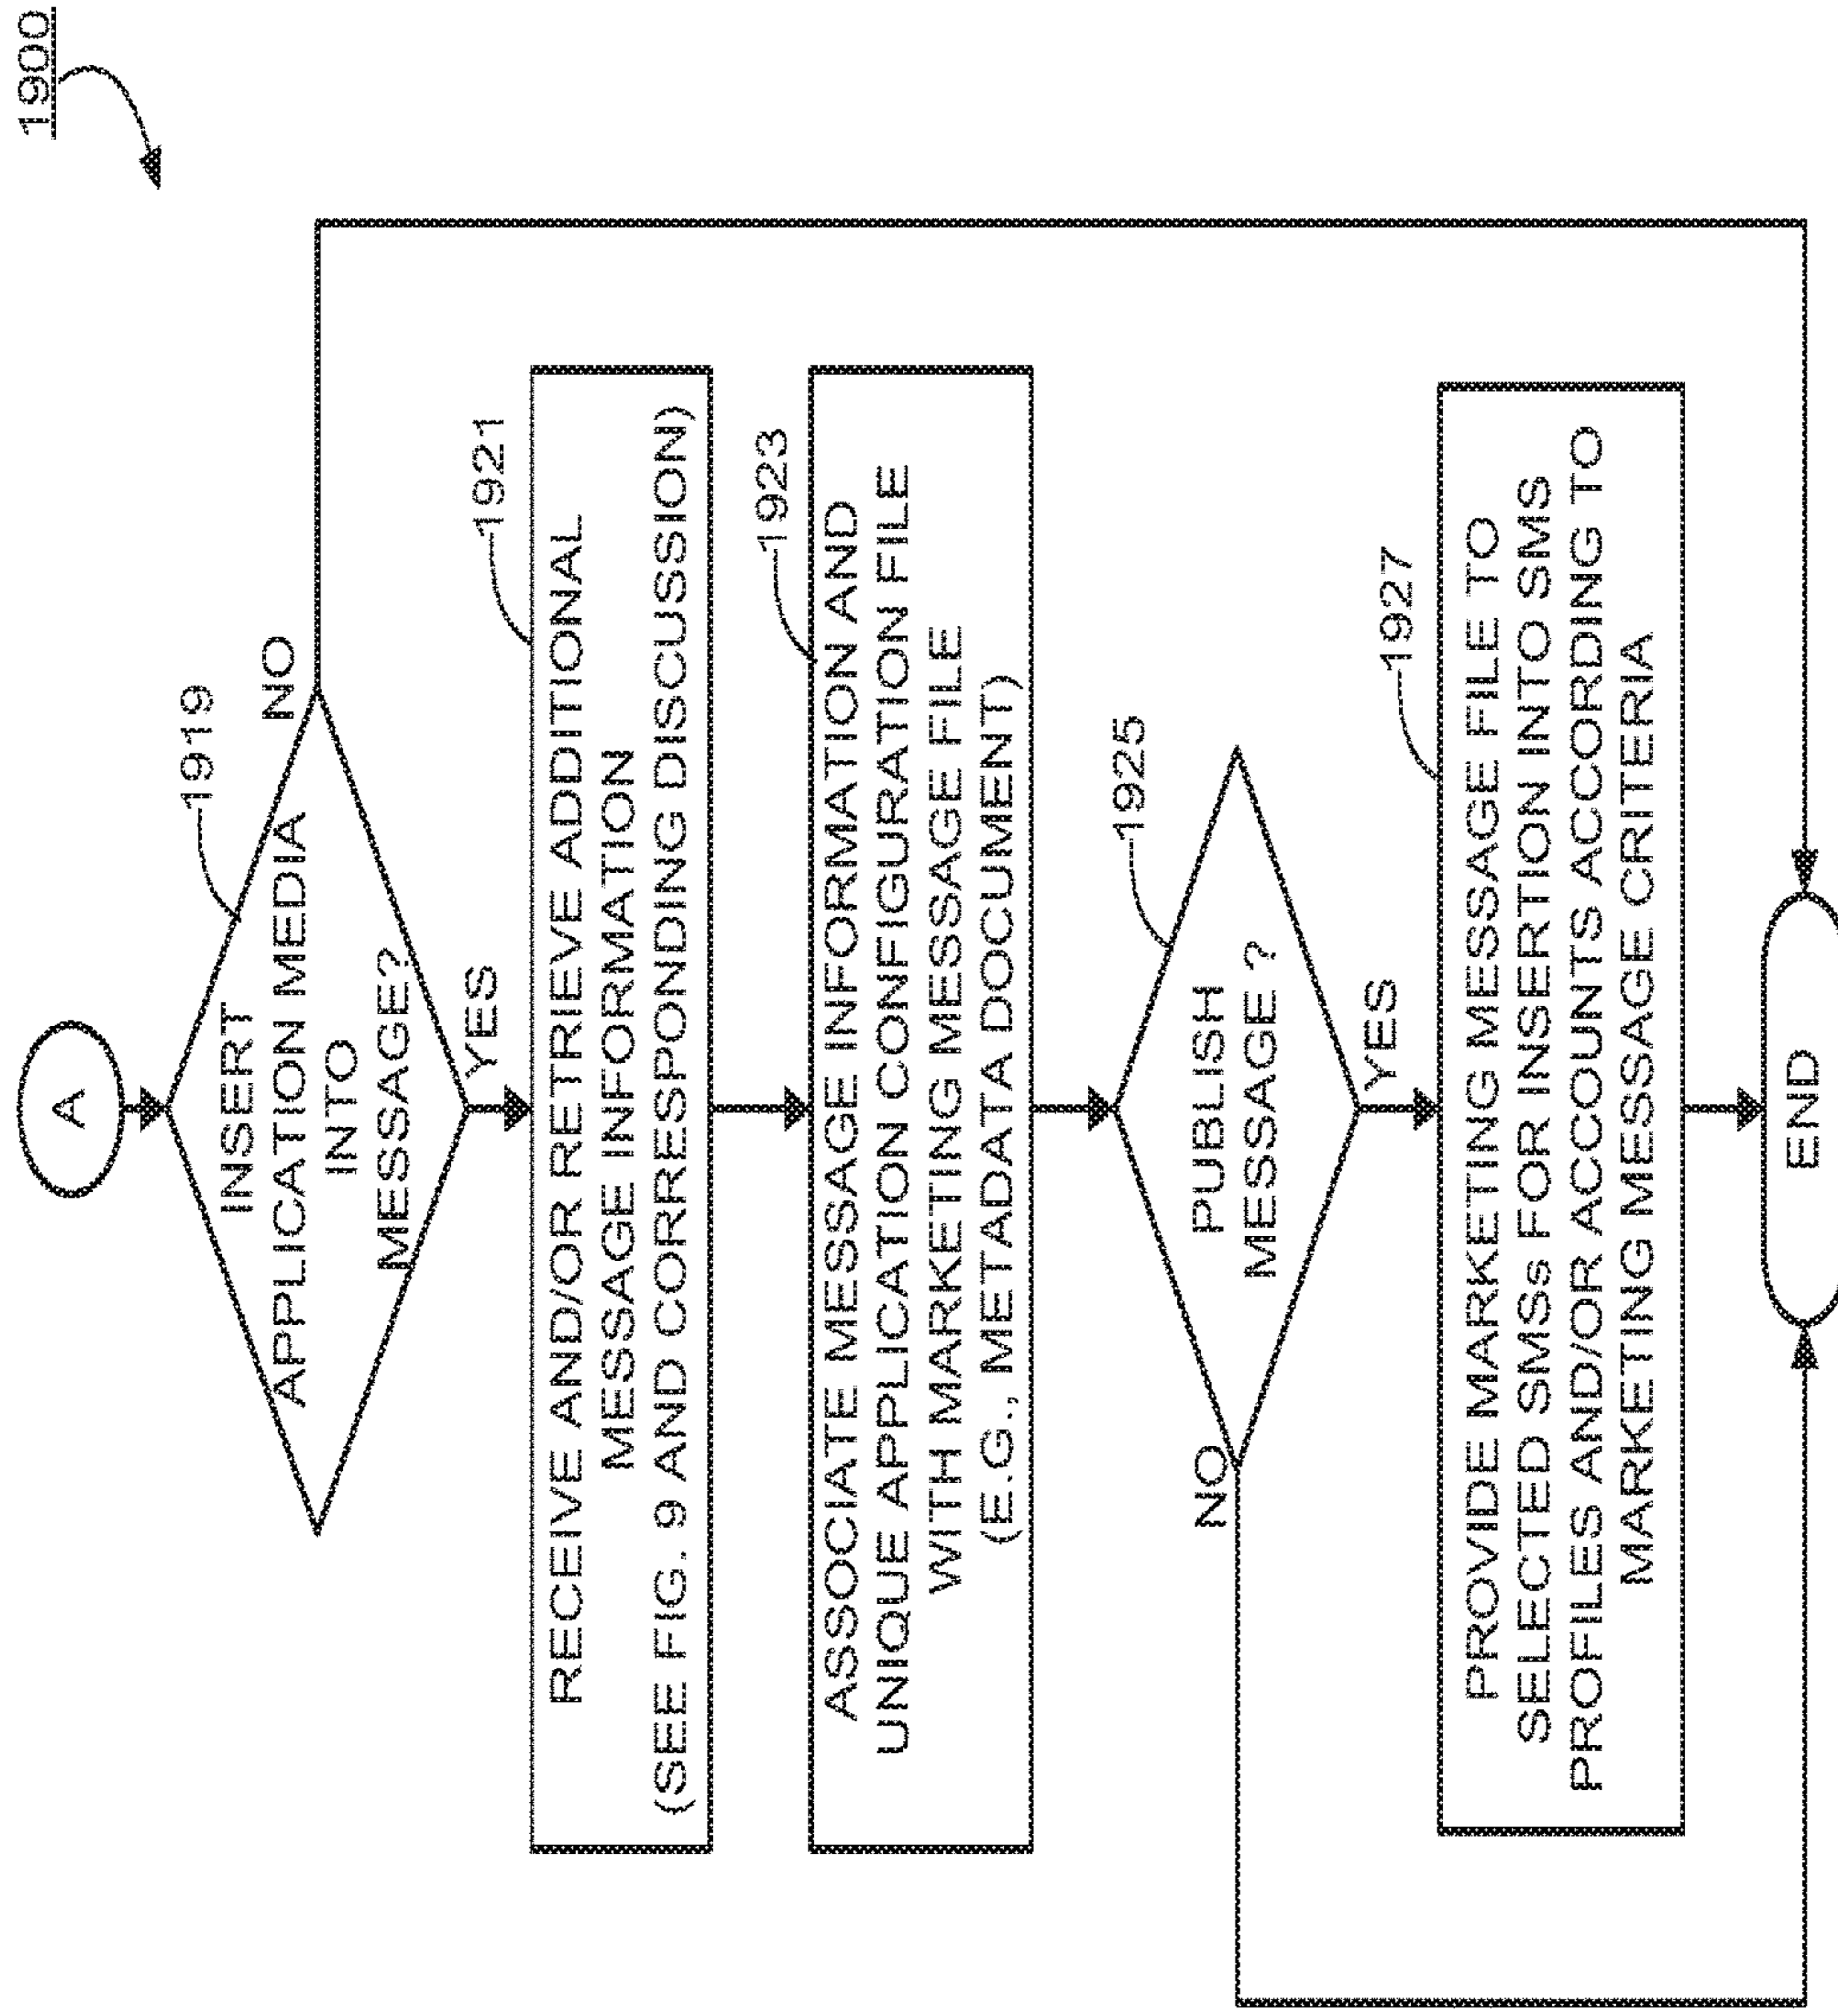 1900
A
1919
INSERT
APPLICATION MEDIA
INTO
MESSAGE?
NO
YES
1921
RECEIVE AND/OR RETRIEVE ADDITIONAL
MESSAGE INFORMATION
(SEE FIG. 9 AND CORRESPONDING DISCUSSION)
1923
ASSOCIATE MESSAGE INFORMATION AND
UNIQUE APPLICATION CONFIGURATION FILE
WITH MARKETING MESSAGE FILE
(E.G., METADATA DOCUMENT)
1925
PUBLISH
MESSAGE ?
NO
YES
1927
PROVIDE MARKETING MESSAGE FILE TO
SELECTED SMSs FOR INSERTION INTO SMS
PROFILES AND/OR ACCOUNTS ACCORDING TO
MARKETING MESSAGE CRITERIA
END